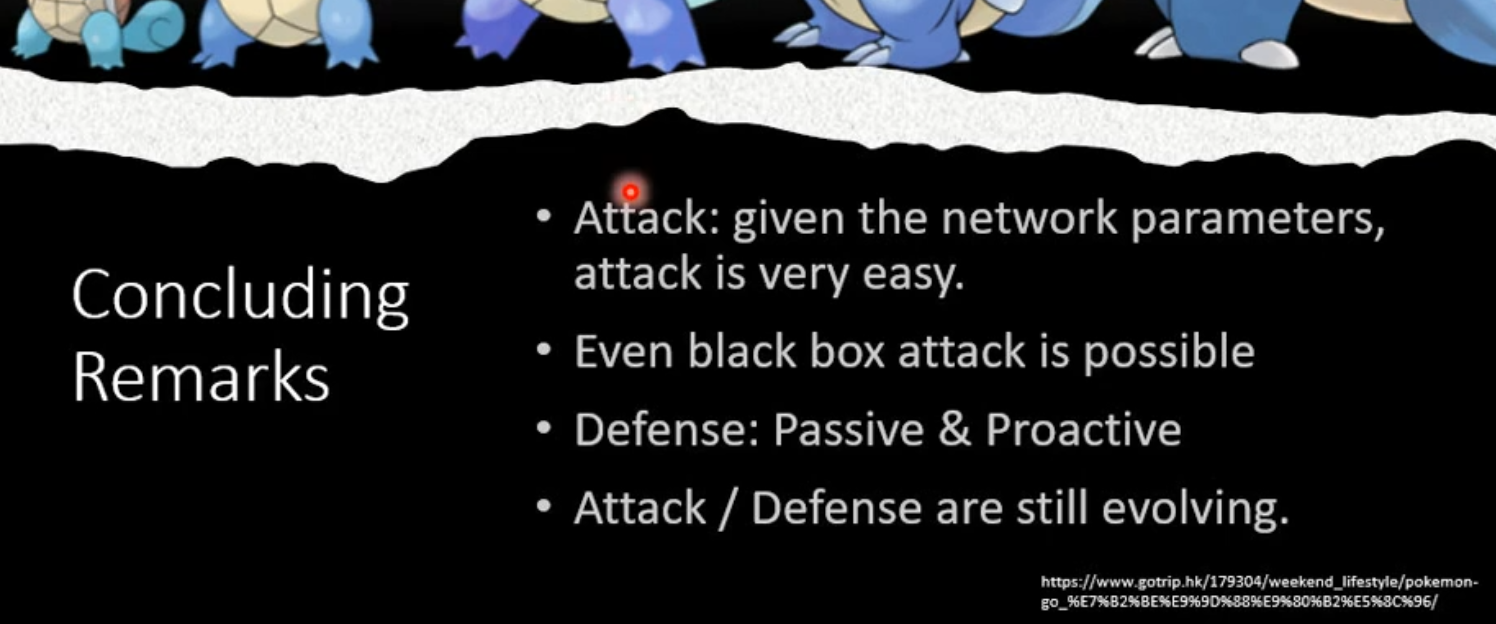 Concluding
Remarks
• Attack: given the network parameters,
attack is very easy.
• Even black box attack is possible
• Defense: Passive & Proactive
• Attack / Defense are still evolving.
https://www.gotrip.hk/179304/weekend_lifestyle/pokemon-
go_%E7%B2%BE%E9%9D%88%E9%80%B2%E5%8C%96/